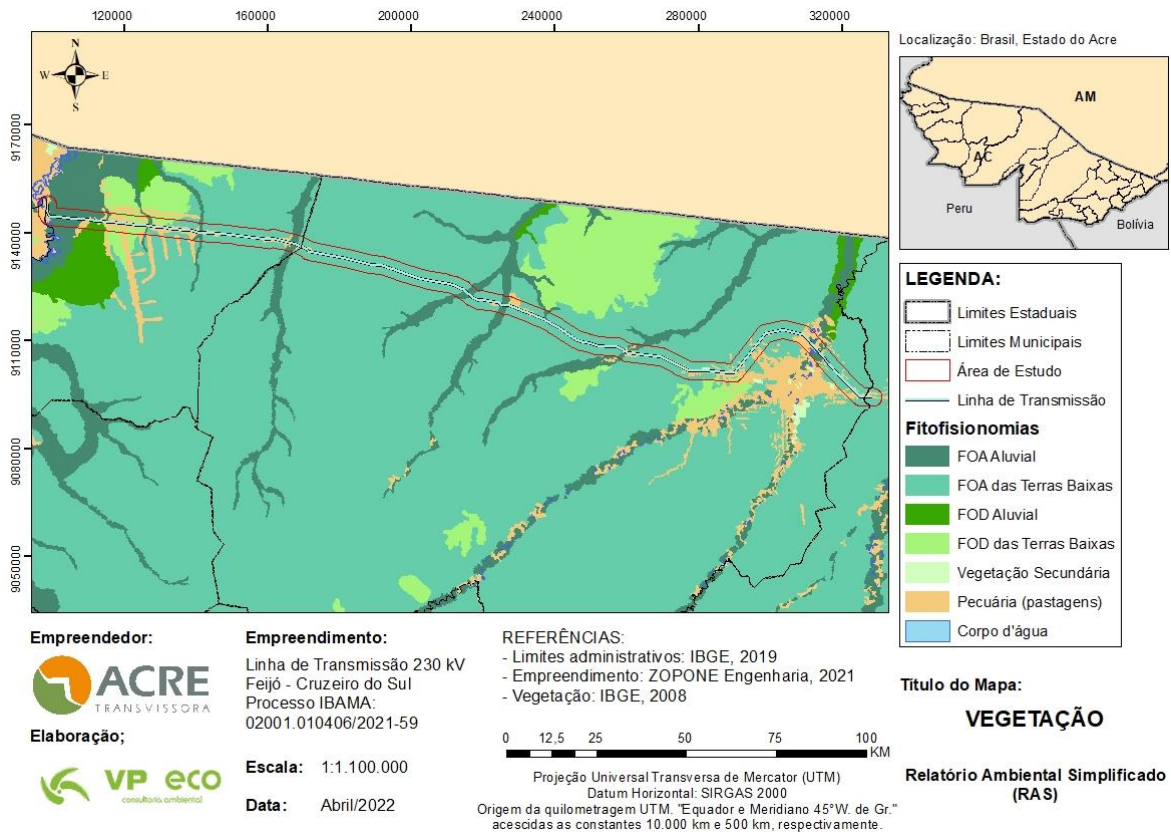 120000
160000
200000
240000
280000
320000
9170000
9140000
9110000
9080000
9050000
N
W
E
S
Localização: Brasil, Estado do Acre
AM
AC
Peru
Bolívia
LEGENDA:
Limites Estaduais
Limites Municipais
Área de Estudo
Linha de Transmissão
Fitofisionomias
FOA Aluvial
FOA das Terras Baixas
FOD Aluvial
FOD das Terras Baixas
Vegetação Secundária
Pecuária (pastagens)
Corpo d'água
Empreendedor:
ACRE
TRANSVISSORA
Elaboração;
VP eco
consultoria ambiental
Empreendimento:
Linha de Transmissão 230 kV
Feijó - Cruzeiro do Sul
Processo IBAMA:
02001.010406/2021-59
Escala: 1:1.100.000
Data: Abril/2022
REFERÊNCIAS:
- Limites administrativos: IBGE, 2019
- Empreendimento: ZOPONE Engenharia, 2021
- Vegetação: IBGE, 2008
0 12,5 25 50 75 100
KM
Projeção Universal Transversa de Mercator (UTM)
Datum Horizontal: SIRGAS 2000
Origem da quilometragem UTM. "Equador e Meridiano 45°W. de Gr."
acescidas as constantes 10.000 km e 500 km, respectivamente.
Titulo do Mapa:
VEGETAÇÃO
Relatório Ambiental Simplificado
(RAS)